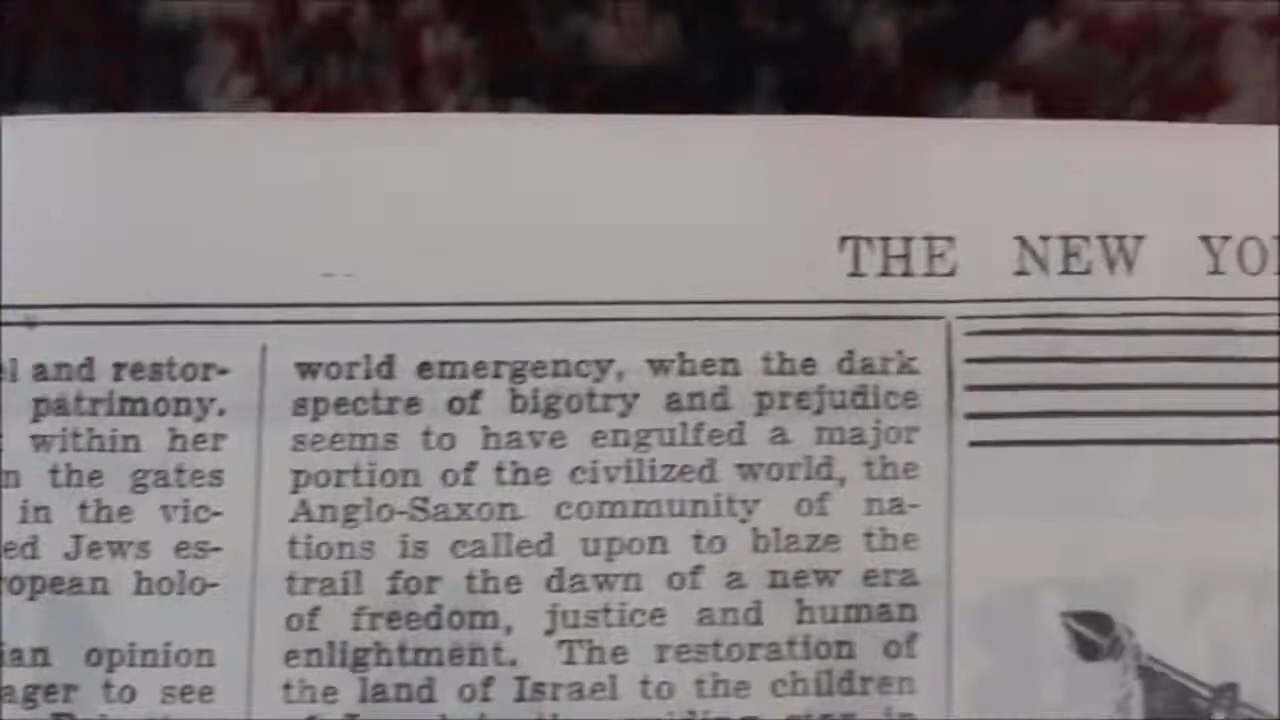 THE NEW YO
l and restor-
patrimony.
within her
n the gates
in the vic-
ed Jews es-
ropean holo-
ian opinion
ager to see
world emergency, when the dark
spectre of bigotry and prejudice
seems to have engulfed a major
portion of the civilized world, the
Anglo-Saxon community of na-
tions is called upon to blaze the
trail for the dawn of a new era
of freedom, justice and human
enlightment. The restoration of
the land of Israel to the children